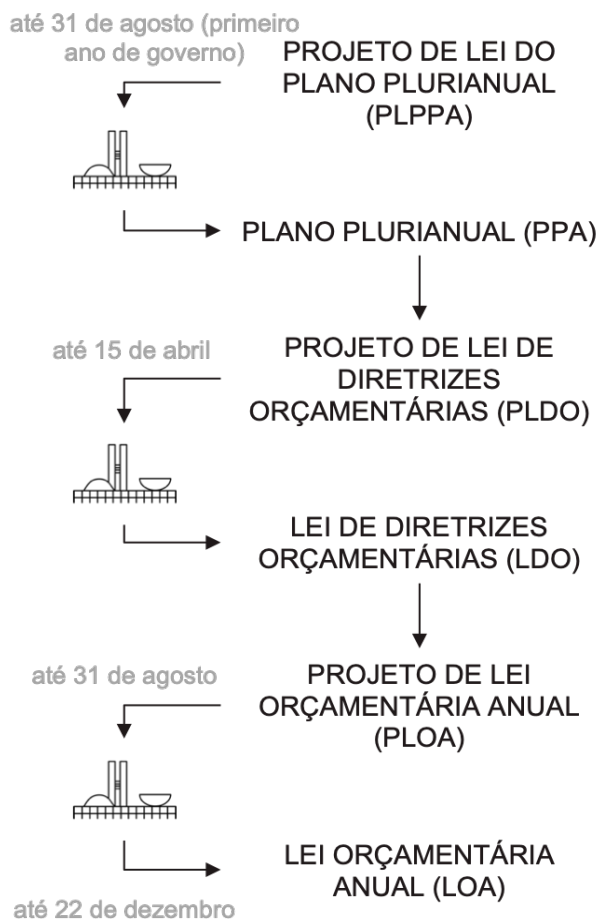 até 31 de agosto (primeiro
ano de governo)
PROJETO DE LEI DO
PLANO PLURIANUAL
(PLPPA)
PLANO PLURIANUAL (PPA)
até 15 de abril
PROJETO DE LEI DE
DIRETRIZES
ORÇAMENTÁRIAS (PLDO)
LEI DE DIRETRIZES
ORÇAMENTÁRIAS (LDO)
até 31 de agosto
PROJETO DE LEI
ORÇAMENTÁRIA ANUAL
(PLOA)
LEI ORÇAMENTÁRIA
ANUAL (LOA)
até 22 de dezembro